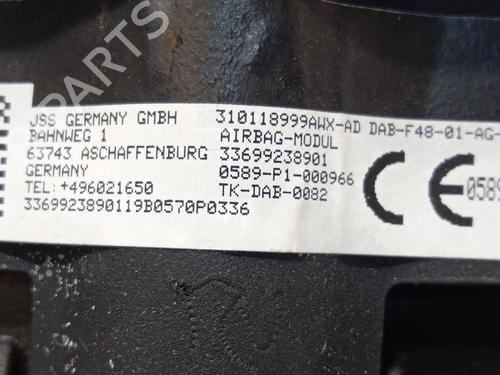 JSS GERMANY GMBH 310118999AWX-AD DAB-F48-01-AG-
BAHNWEG 1 AIRBAG-MODUL
63743 ASCHAFFENBURG 33699238901
GERMANY 0589-P1-000966
TEL: +496021650 TK-DAB-0082
3369923890119B0570P0336
CE 0589
B-PARTS